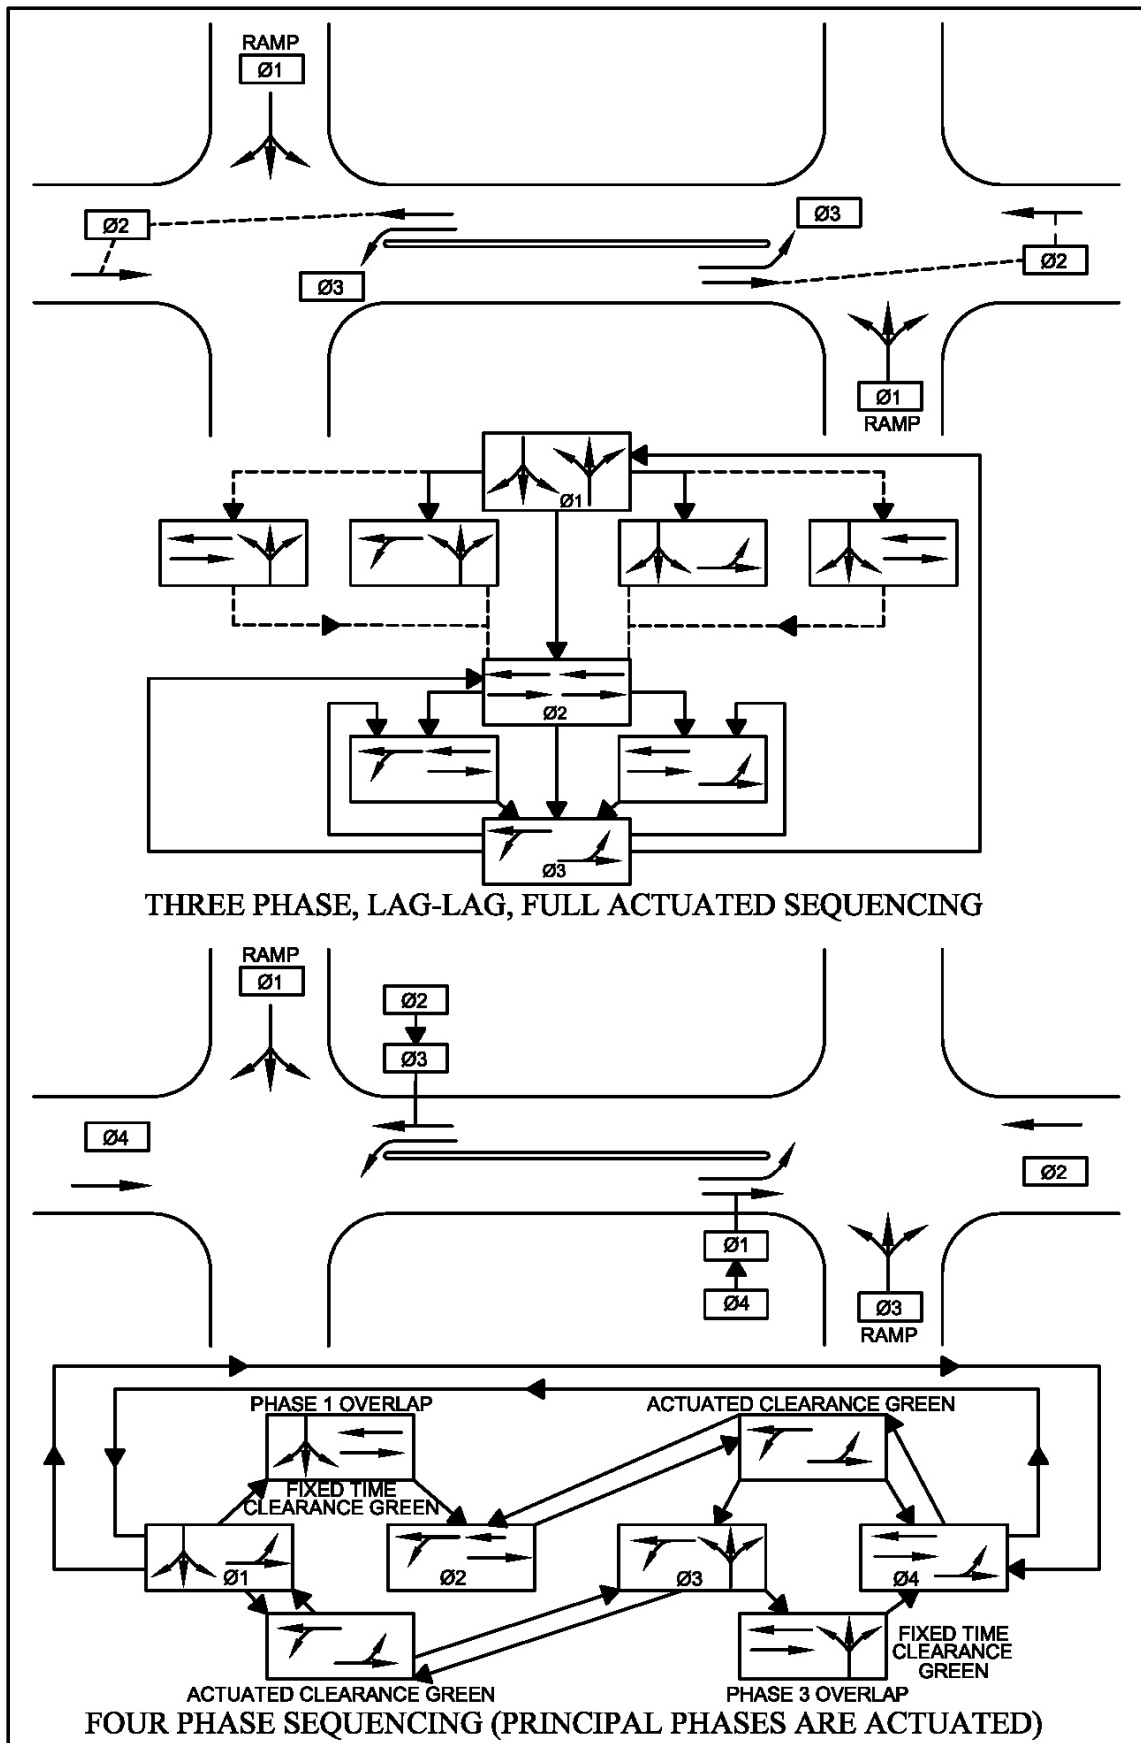 RAMP
Ø1
Ø2
Ø3
Ø3
Ø2
Ø1
RAMP
Ø1
Ø2
Ø3
THREE PHASE, LAG-LAG, FULL ACTUATED SEQUENCING
RAMP
Ø1
Ø2
Ø3
Ø4
Ø2
Ø1
Ø4
Ø3
RAMP
PHASE 1 OVERLAP
FIXED TIME
CLEARANCE GREEN
ACTUATED CLEARANCE GREEN
Ø1
Ø2
Ø3
Ø4
ACTUATED CLEARANCE GREEN
PHASE 3 OVERLAP
FIXED TIME
CLEARANCE
GREEN
FOUR PHASE SEQUENCING (PRINCIPAL PHASES ARE ACTUATED)